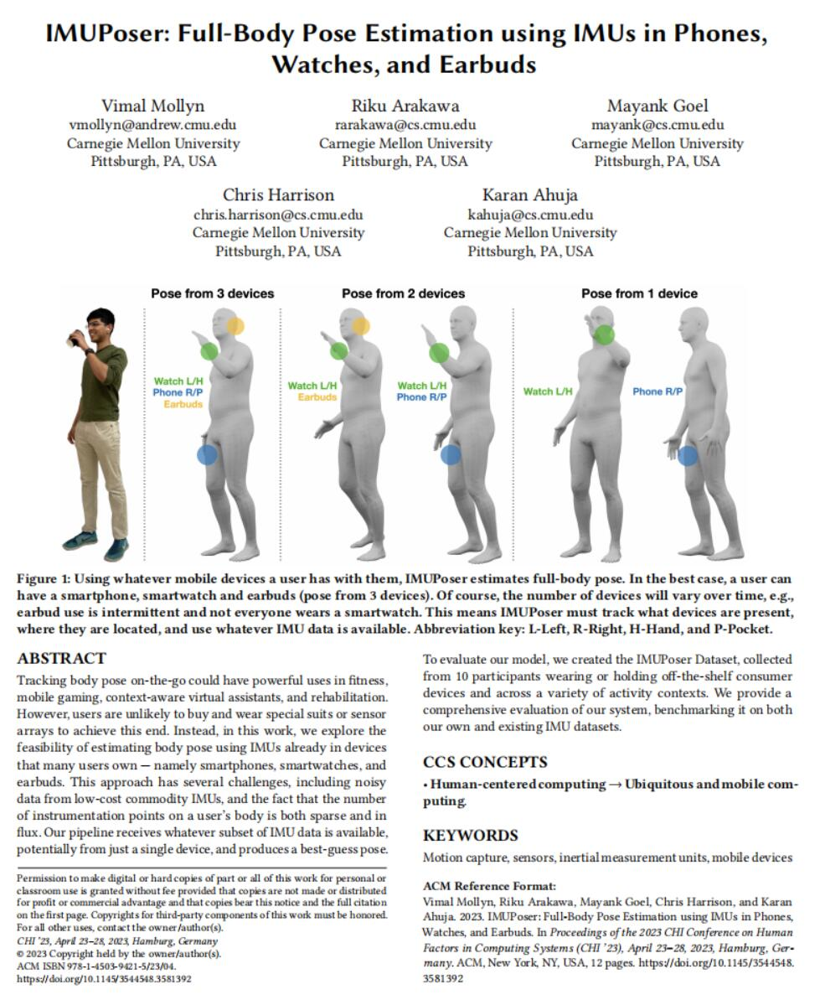 IMUPoser: Full-Body Pose Estimation using IMUs in Phones,
Watches, and Earbuds
Vimal Mollyn
vmollyn@andrew.cmu.edu
Carnegie Mellon University
Pittsburgh, PA, USA
Riku Arakawa
rarakawa@cs.cmu.edu
Carnegie Mellon University
Pittsburgh, PA, USA
Mayank Goel
mayank@cs.cmu.edu
Carnegie Mellon University
Pittsburgh, PA, USA
Chris Harrison
chris.harrison@cs.cmu.edu
Carnegie Mellon University
Pittsburgh, PA, USA
Karan Ahuja
kahuja@cs.cmu.edu
Carnegie Mellon University
Pittsburgh, PA, USA
Pose from 3 devices
Watch L/H
Phone R/P
Earbuds
Pose from 2 devices
Watch L/H
Earbuds
Watch L/H
Phone R/P
Pose from 1 device
Watch L/H
Phone R/P
Figure 1: Using whatever mobile devices a user has with them, IMUPoser estimates full-body pose. In the best case, a user can
have a smartphone, smartwatch and earbuds (pose from 3 devices). Of course, the number of devices will vary over time, e.g.,
earbud use is intermittent and not everyone wears a smartwatch. This means IMUPoser must track what devices are present,
where they are located, and use whatever IMU data is available. Abbreviation key: L-Left, R-Right, H-Hand, and P-Pocket.
ABSTRACT
Tracking body pose on-the-go could have powerful uses in fitness,
mobile gaming, context-aware virtual assistants, and rehabilitation.
However, users are unlikely to buy and wear special suits or sensor
arrays to achieve this end. Instead, in this work, we explore the
feasibility of estimating body pose using IMUs already in devices
that many users own — namely smartphones, smartwatches, and
earbuds. This approach has several challenges, including noisy
data from low-cost commodity IMUs, and the fact that the number
of instrumentation points on a user's body is both sparse and in
flux. Our pipeline receives whatever subset of IMU data is available,
potentially from just a single device, and produces a best-guess pose.
Permission to make digital or hard copies of part or all of this work for personal or
classroom use is granted without fee provided that copies are not made or distributed
for profit or commercial advantage and that copies bear this notice and the full citation
on the first page. Copyrights for third-party components of this work must be honored.
For all other uses, contact the owner/author(s).
CHI '23, April 23–28, 2023, Hamburg, Germany
© 2023 Copyright held by the owner/author(s).
ACM ISBN 978-1-4503-9421-5/23/04.
https://doi.org/10.1145/3544548.3581392
To evaluate our model, we created the IMUPoser Dataset, collected
from 10 participants wearing or holding off-the-shelf consumer
devices and across a variety of activity contexts. We provide a
comprehensive evaluation of our system, benchmarking it on both
our own and existing IMU datasets.
CCS CONCEPTS
• Human-centered computing → Ubiquitous and mobile com-
puting.
KEYWORDS
Motion capture, sensors, inertial measurement units, mobile devices
ACM Reference Format:
Vimal Mollyn, Riku Arakawa, Mayank Goel, Chris Harrison, and Karan
Ahuja. 2023. IMUPoser: Full-Body Pose Estimation using IMUs in Phones,
Watches, and Earbuds. In Proceedings of the 2023 CHI Conference on Human
Factors in Computing Systems (CHI '23), April 23–28, 2023, Hamburg, Ger-
many. ACM, New York, NY, USA, 12 pages. https://doi.org/10.1145/3544548.
3581392